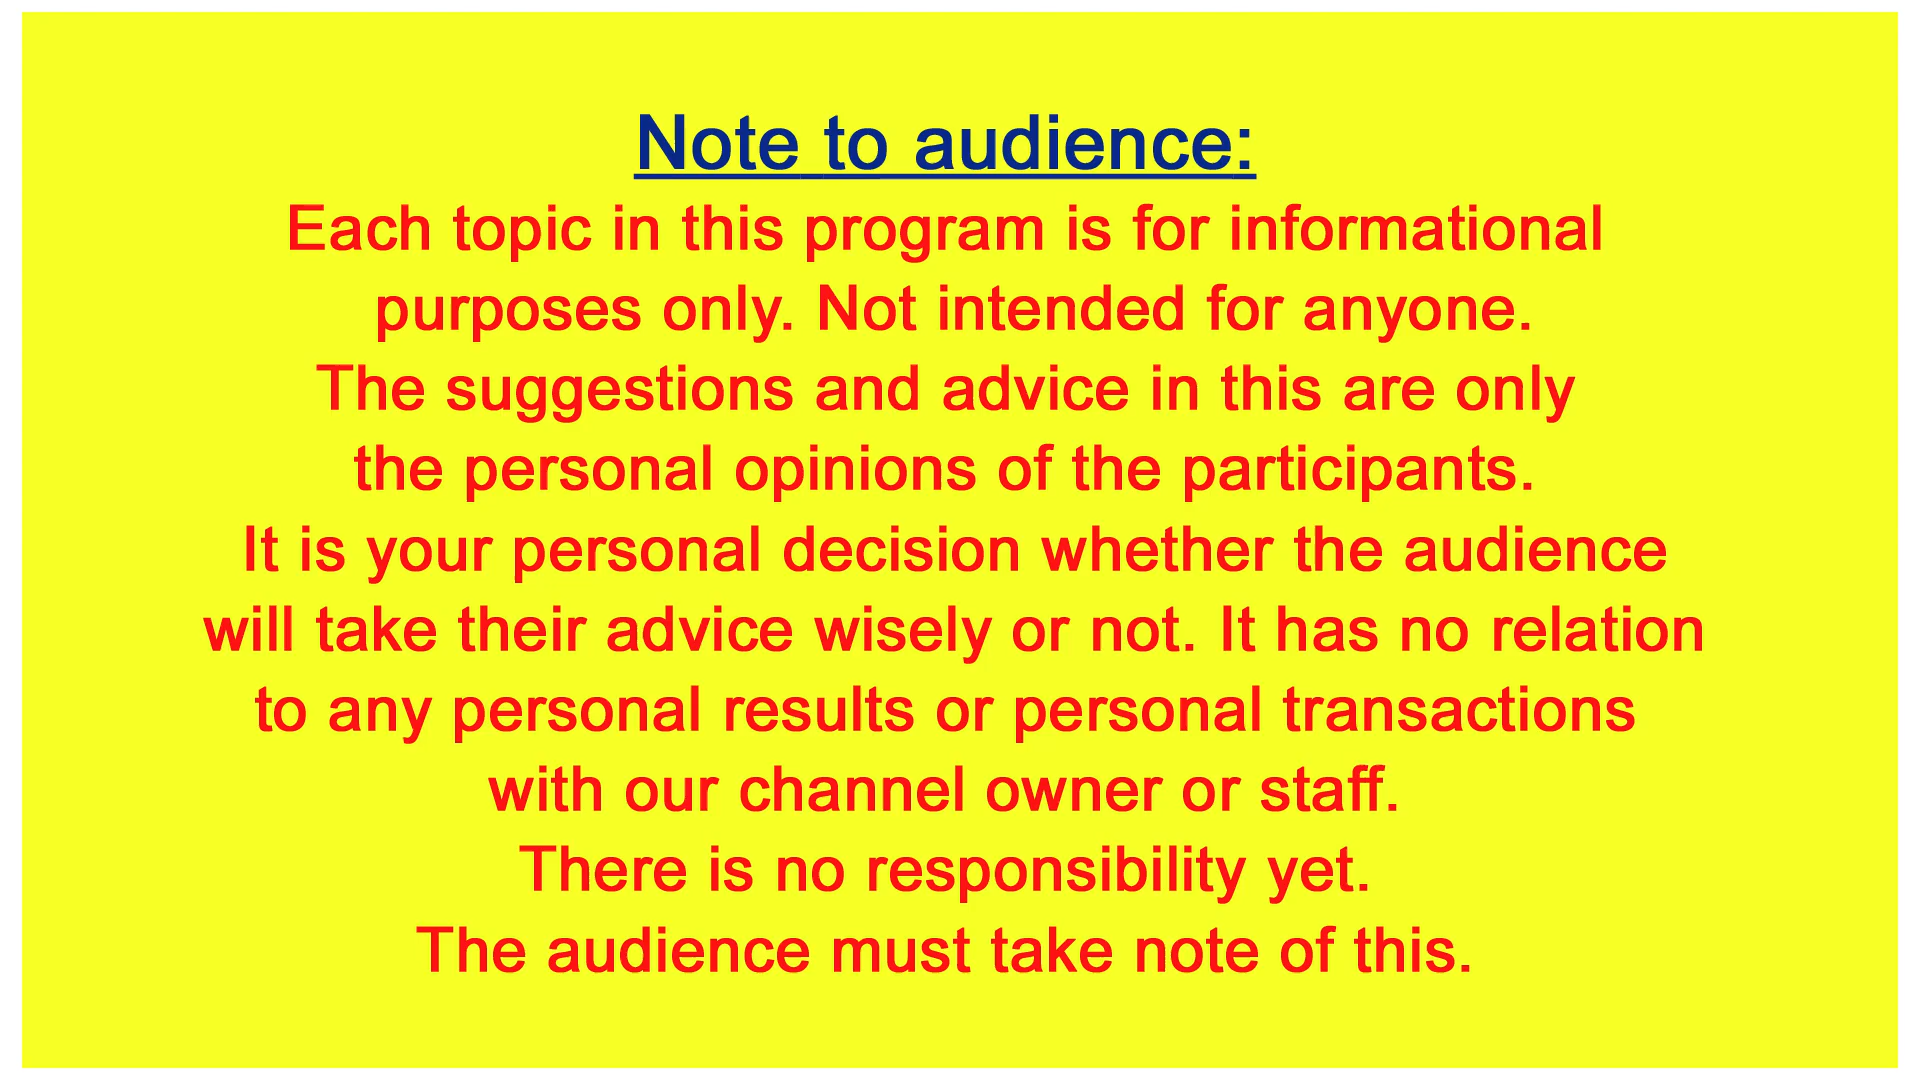 Note to audience:
Each topic in this program is for informational
purposes only. Not intended for anyone.
The suggestions and advice in this are only
the personal opinions of the participants.
It is your personal decision whether the audience
will take their advice wisely or not. It has no relation
to any personal results or personal transactions
with our channel owner or staff.
There is no responsibility yet.
The audience must take note of this.